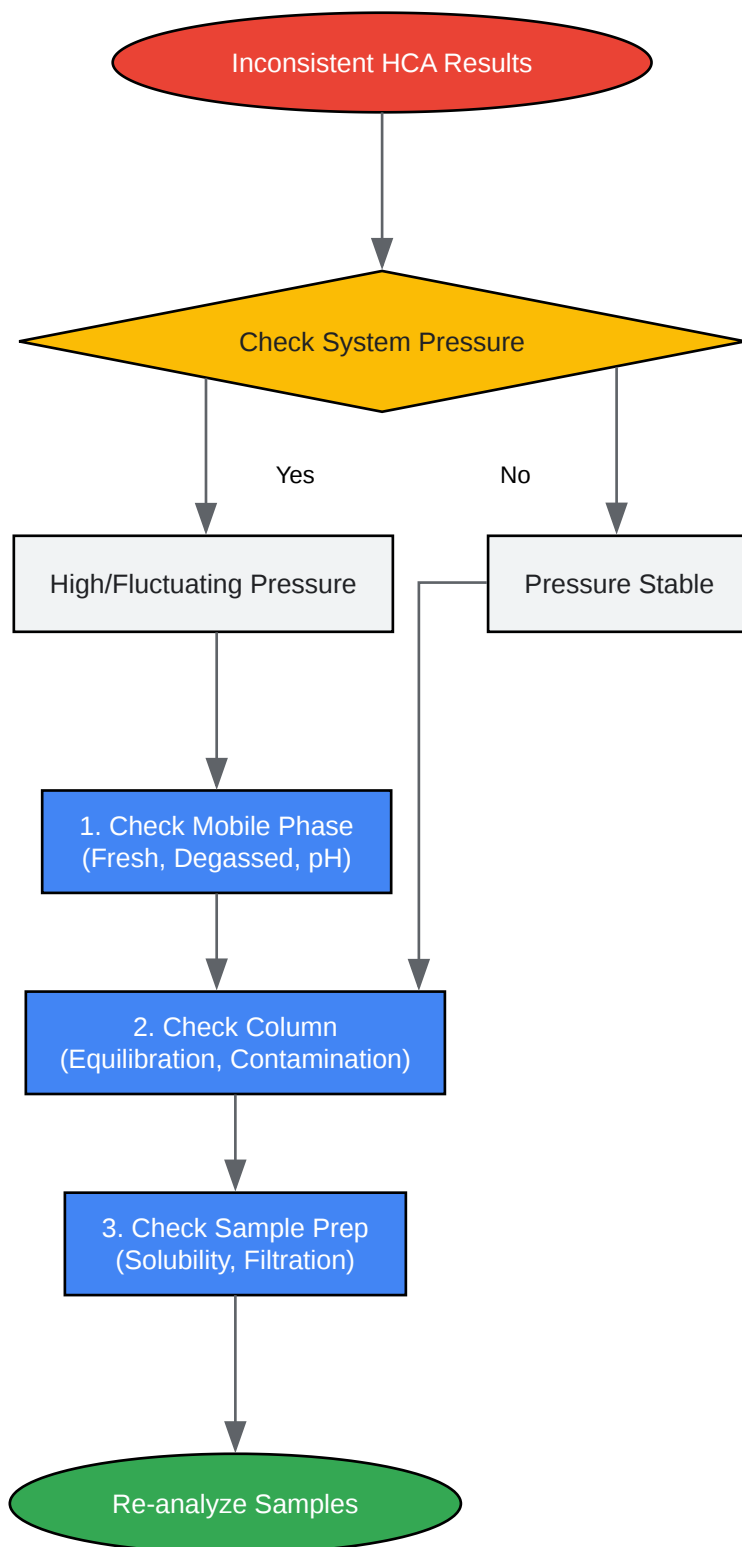 Inconsistent HCA Results
Check System Pressure
Yes
No
High/Fluctuating Pressure
Pressure Stable
1. Check Mobile Phase
(Fresh, Degassed, pH)
2. Check Column
(Equilibration, Contamination)
3. Check Sample Prep
(Solubility, Filtration)
Re-analyze Samples